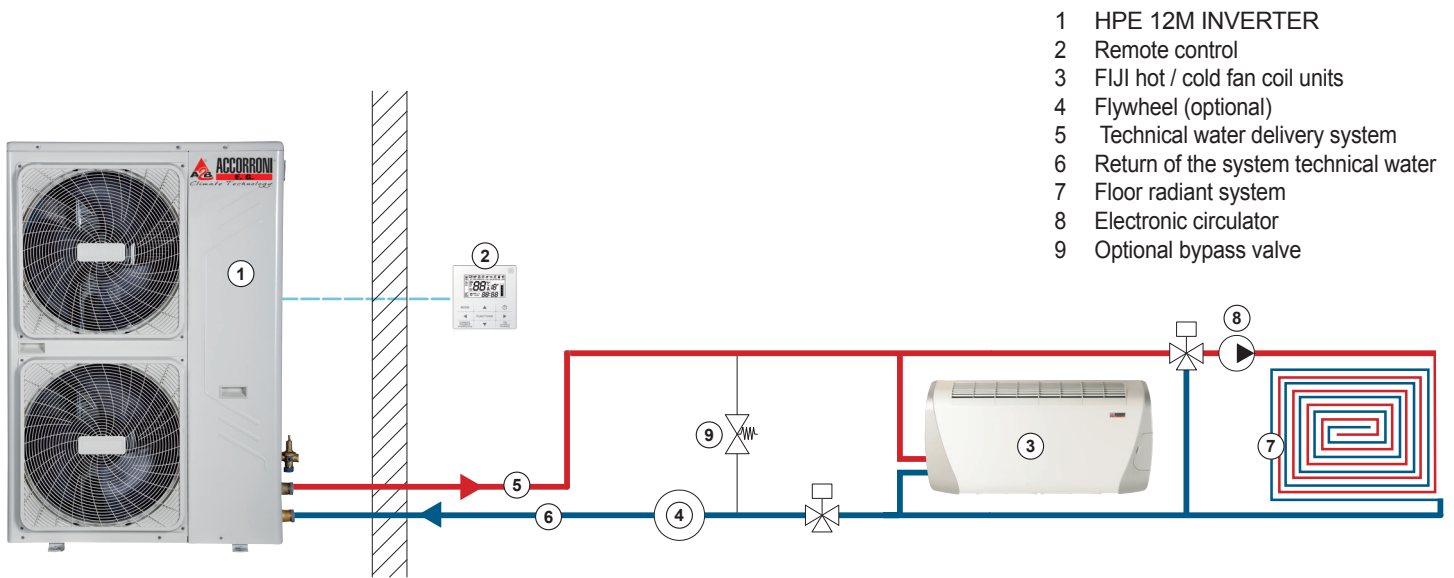 1 HPE 12M INVERTER
2 Remote control
3 FIJI hot / cold fan coil units
4 Flywheel (optional)
5 Technical water delivery system
6 Return of the system technical water
7 Floor radiant system
8 Electronic circulator
9 Optional bypass valve
ACCORRONI
E. G.
Climate Technology
1
2
8
9
3
7
5
6
4